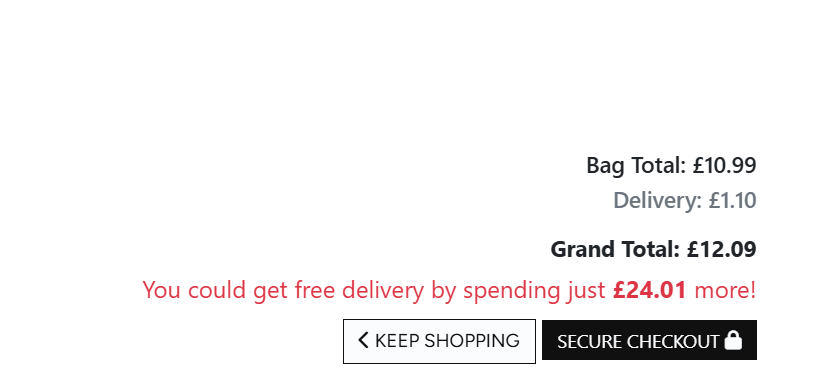 Bag Total: £10.99
Delivery: £1.10
Grand Total: £12.09
You could get free delivery by spending just £24.01 more!
KEEP SHOPPING SECURE CHECKOUT